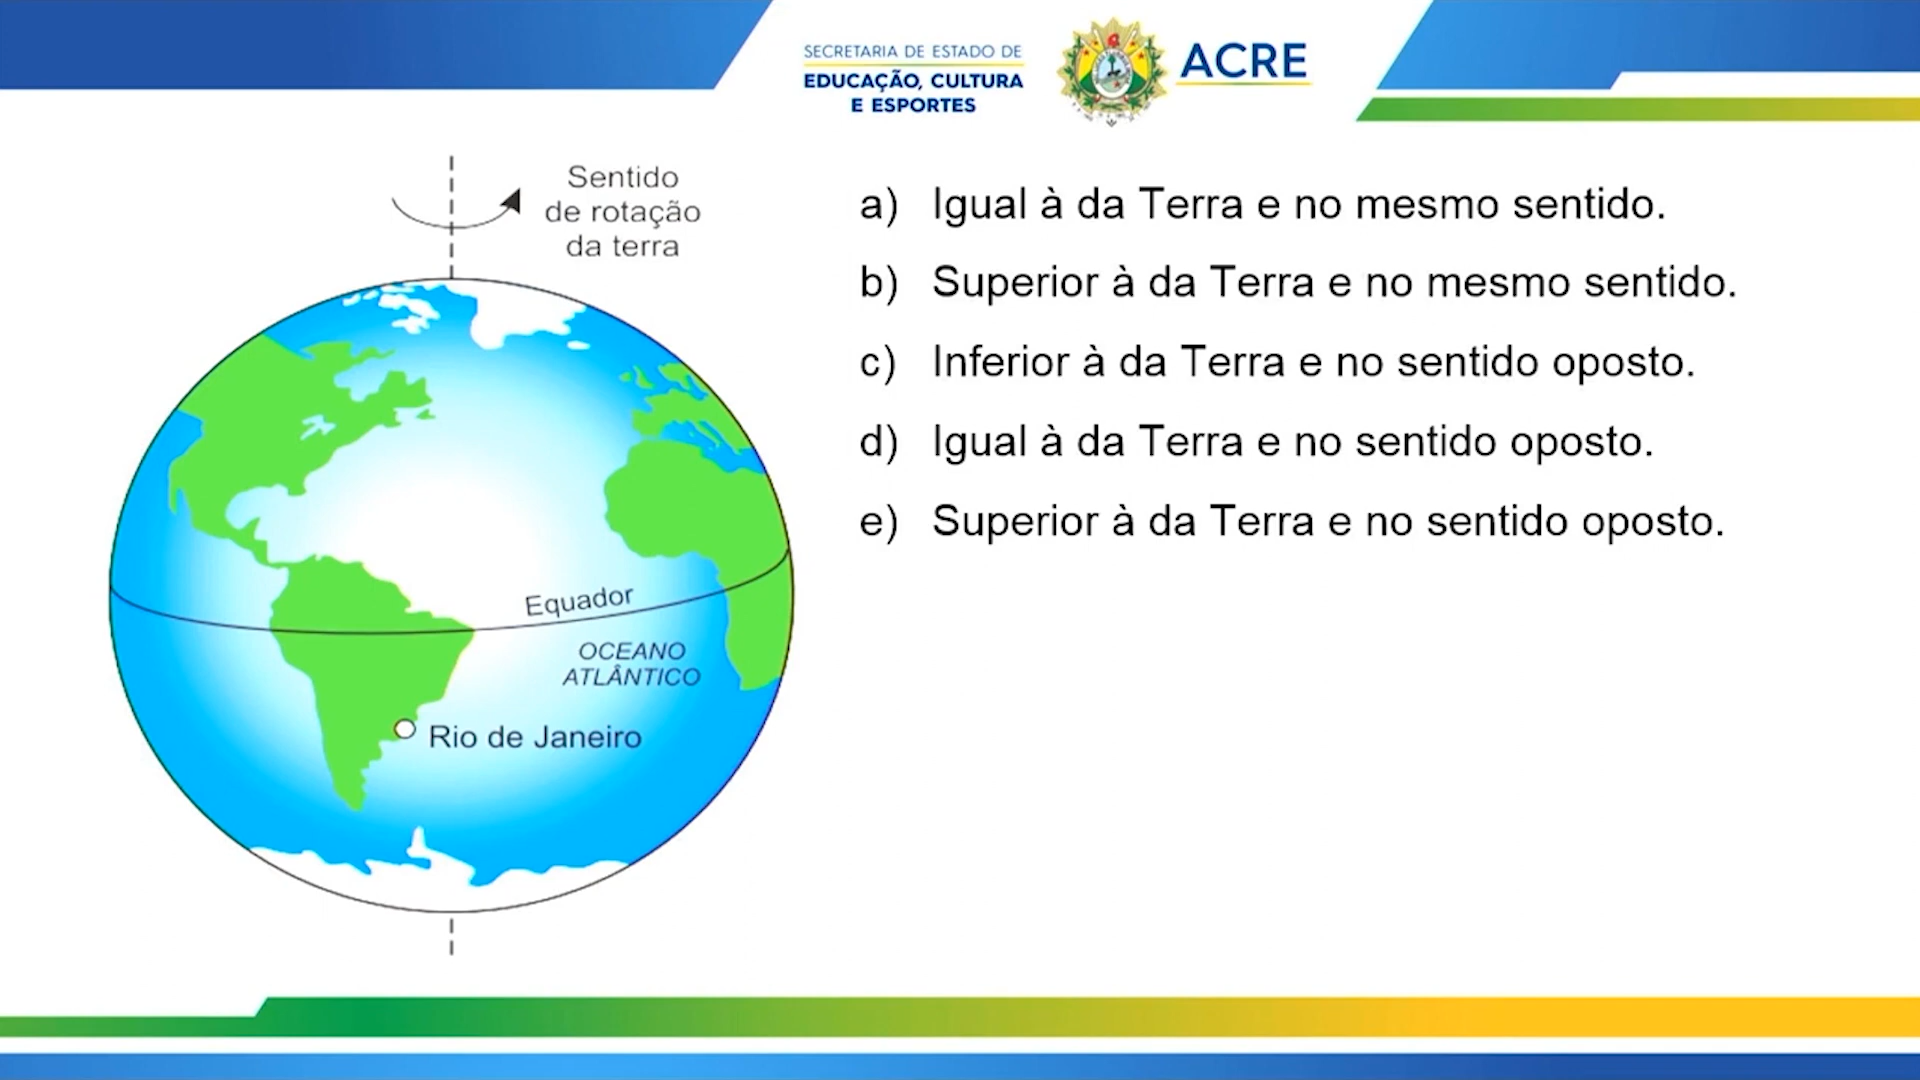 SECRETARIA DE ESTADO DE
EDUCAÇÃO, CULTURA
E ESPORTES
ACRE
Sentido
de rotação
da terra
Equador
OCEANO
ATLÂNTICO
Rio de Janeiro
a) Igual à da Terra e no mesmo sentido.
b) Superior à da Terra e no mesmo sentido.
c) Inferior à da Terra e no sentido oposto.
d) Igual à da Terra e no sentido oposto.
e) Superior à da Terra e no sentido oposto.